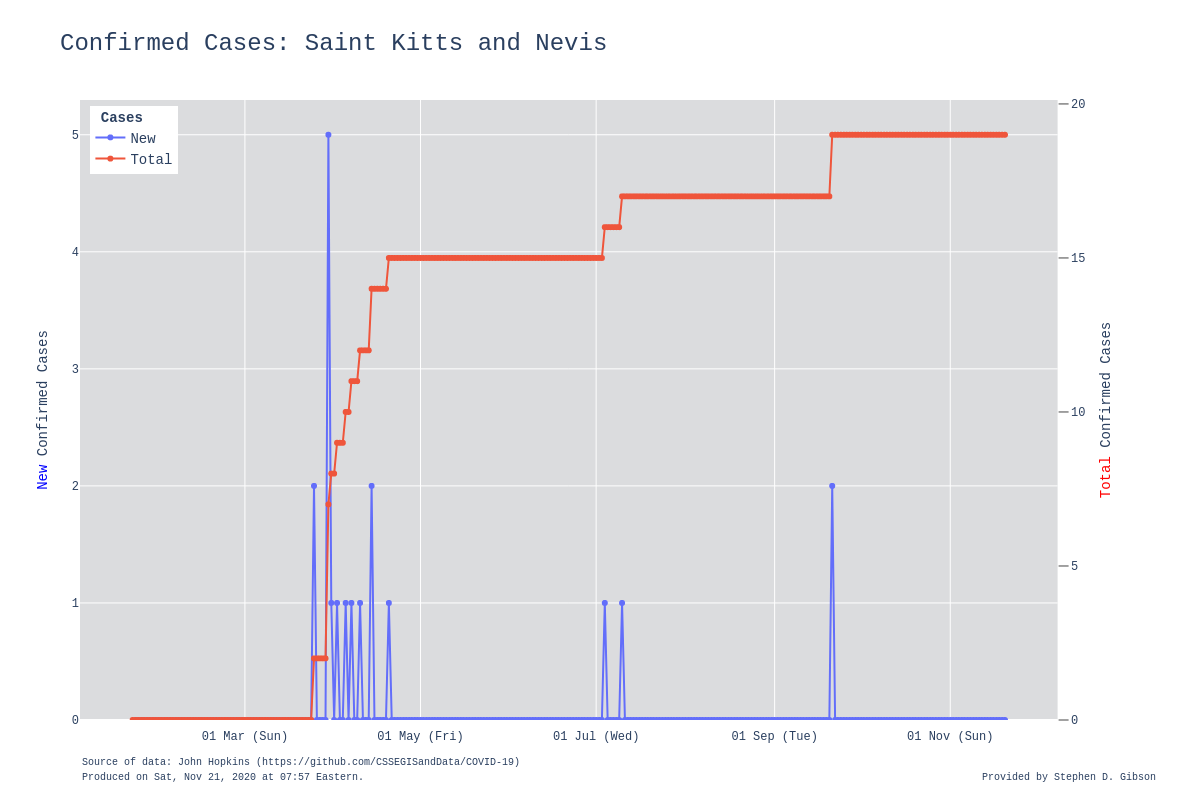 Confirmed Cases: Saint Kitts and Nevis
Cases
New
Total
5
4
3
2
1
0
New Confirmed Cases
20
15
10
5
0
Total Confirmed Cases
01 Mar (Sun) 01 May (Fri) 01 Jul (Wed) 01 Sep (Tue) 01 Nov (Sun)
Source of data: John Hopkins (https://github.com/CSSEGISandData/COVID-19)
Produced on Sat, Nov 21, 2020 at 07:57 Eastern.
Provided by Stephen D. Gibson